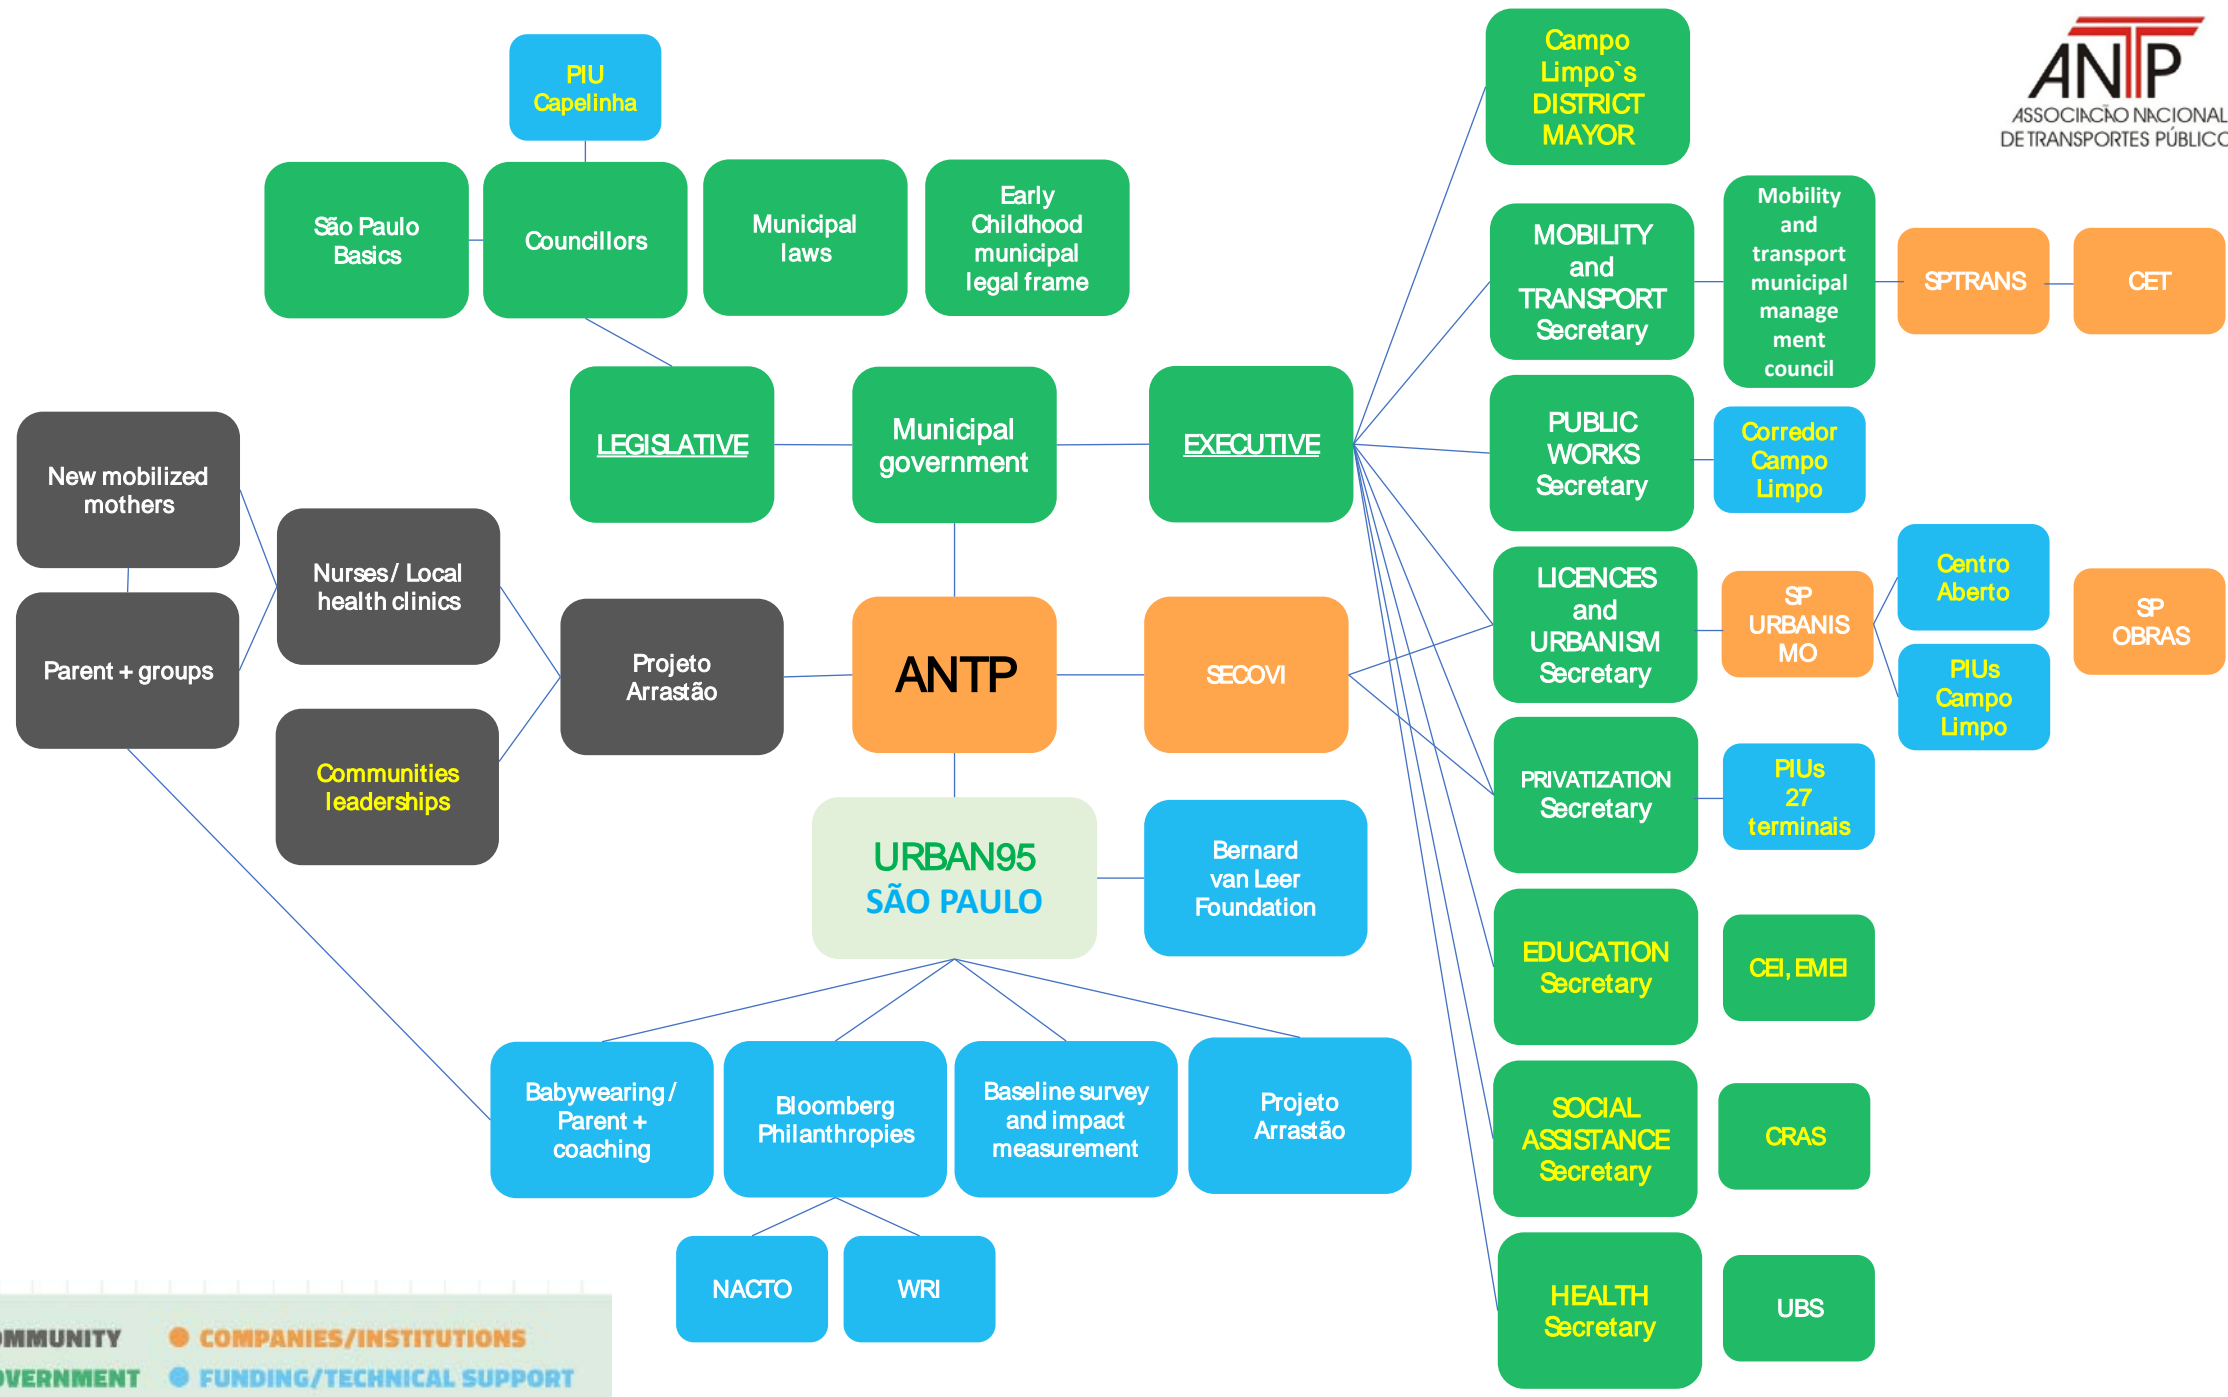 PIU
Capelinha
Campo
Limpo`s
DISTRICT
MAYOR
ANTP
ASSOCIAÇÃO NACIONAL
DE TRANSPORTES PÚBLICO
São Paulo
Basics
Councillors
Municipal
laws
Early
Childhood
municipal
legal frame
MOBILITY
and
TRANSPORT
Secretary
Mobility
and
transport
municipal
manage
ment
council
SPTRANS
CET
LEGISLATIVE
Municipal
government
EXECUTIVE
PUBLIC
WORKS
Secretary
Corredor
Campo
Limpo
New mobilized
mothers
Nurses / Local
health clinics
Parent + groups
Communities
leaderships
Projeto
Arrastão
ANTP
SECOVI
LICENCES
and
URBANISM
Secretary
SP
URBANIS
MO
Centro
Aberto
PIUs
Campo
Limpo
SP
OBRAS
PRIVATIZATION
Secretary
PIUs
27
terminais
URBAN95
SÃO PAULO
Bernard
van Leer
Foundation
EDUCATION
Secretary
CEI, EMEI
Babywearing /
Parent +
coaching
Bloomberg
Philanthropies
Baseline survey
and impact
measurement
Projeto
Arrastão
SOCIAL
ASSISTANCE
Secretary
CRAS
NACTO
WRI
HEALTH
Secretary
UBS
OMMUNITY
COMPANIES/INSTITUTIONS
OVERNMENT
FUNDING/TECHNICAL SUPPORT